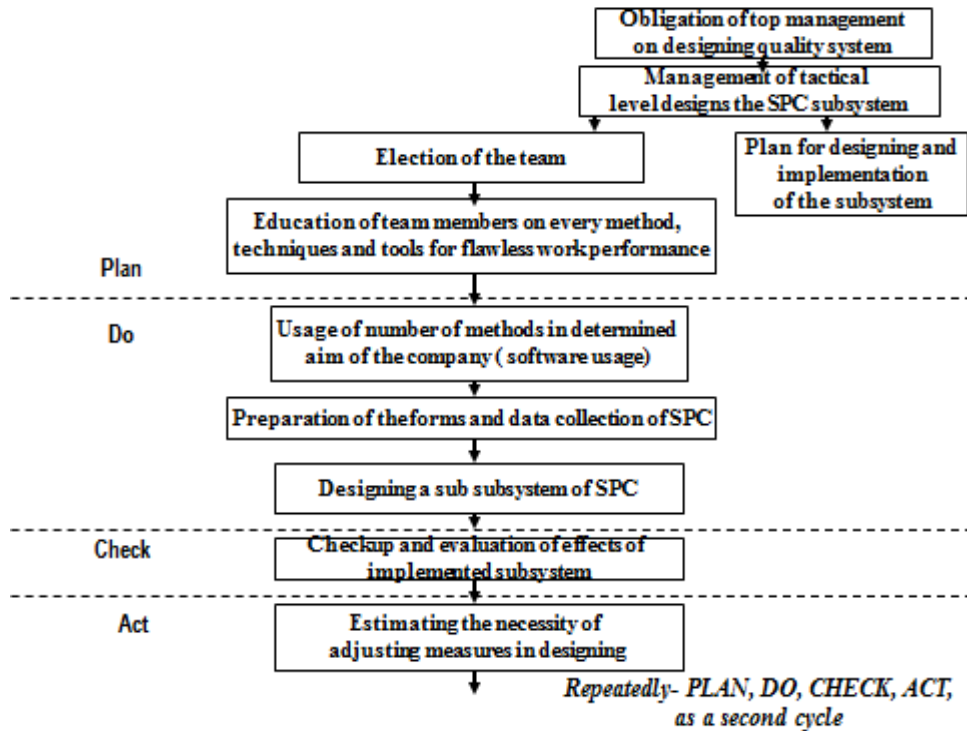 Obligation of top management
on designing quality system
Management of tactical
level designs the SPC subsystem
Election of the team
Plan for designing and
implementation
of the subsystem
Education of team members on every method,
techniques and tools for flawless work performance
Plan
Do
Usage of number of methods in determined
aim of the company ( software usage)
Preparation of the forms and data collection of SPC
Designing a sub subsystem of SPC
Check
Checkup and evaluation of effects of
implemented subsystem
Act
Estimating the necessity of
adjusting measures in designing
Repeatedly- PLAN, DO, CHECK, ACT,
as a second cycle